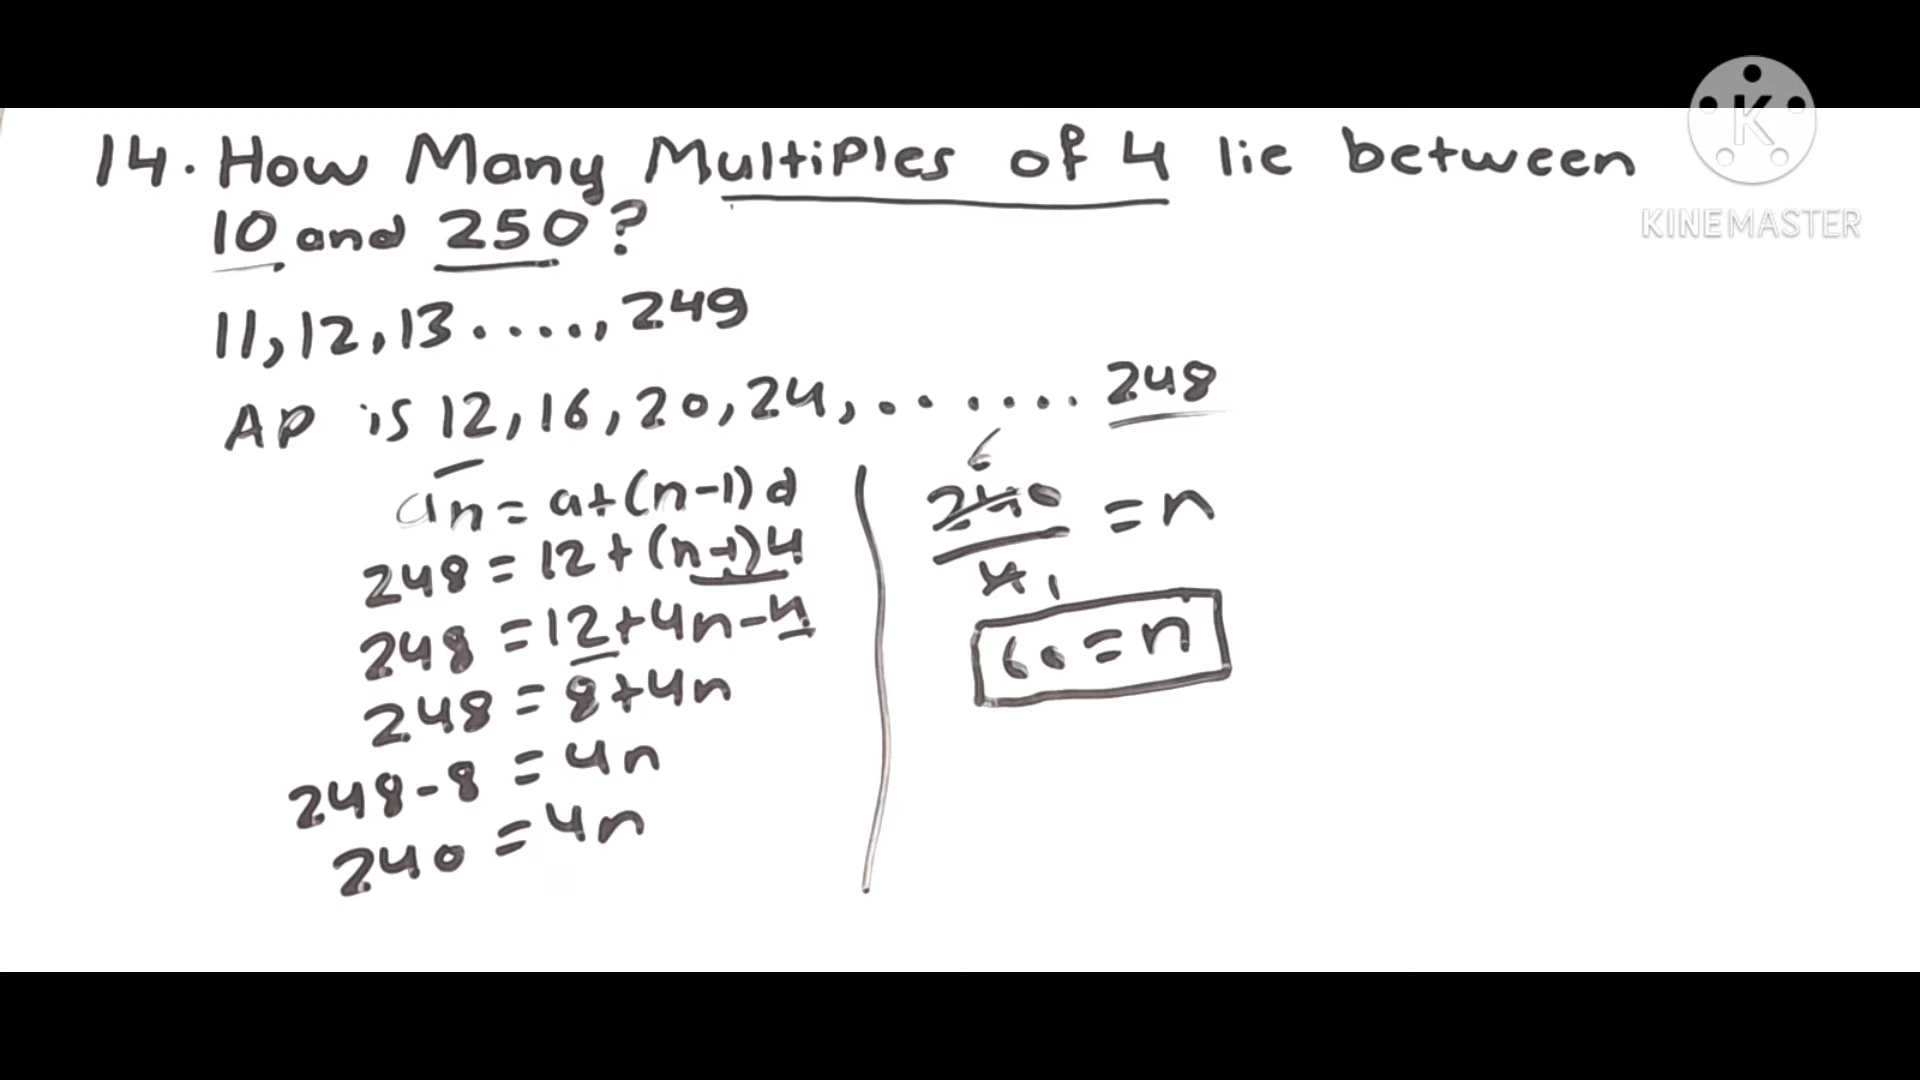 14. How Many Multiples of 4 lie between
10 and 250?
11, 12, 13 ...., 249
AP is 12, 16, 20, 24, ....... 248
an = a+(n-1)d
248 = 12+(n-1)4
248 = 12+4n-4
248 = 8+4n
248-8 = 4n
240 = 4n
6
240/4 = n
1
60 = n
K
KINEMASTER